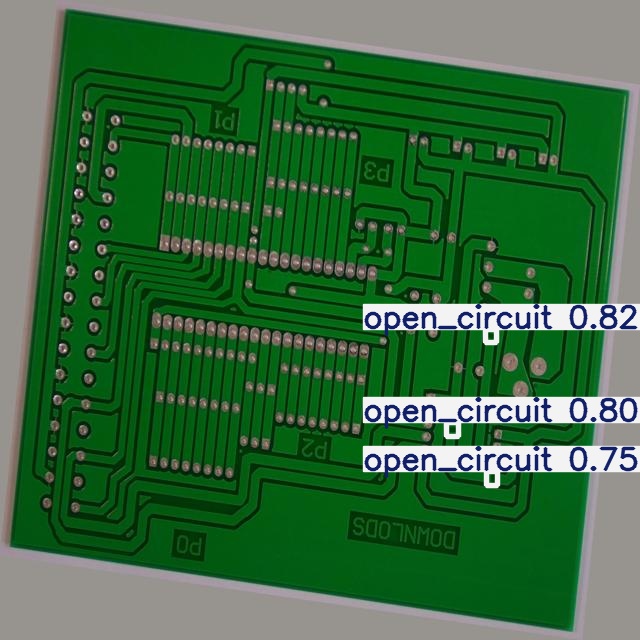 P1
P3
open_circuit 0.82
open_circuit 0.80
P2
open_circuit 0.75
DOWNLODS
P0